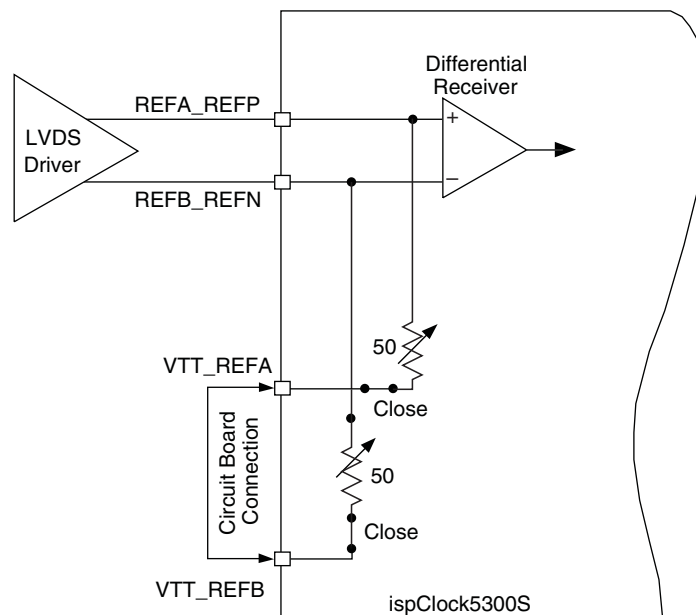 Differential
Receiver
REFA_REFP
+
LVDS
Driver
–
REFB_REFN
50
VTT_REFA
Close
Circuit Board
Connection
50
Close
VTT_REFB
ispClock5300S